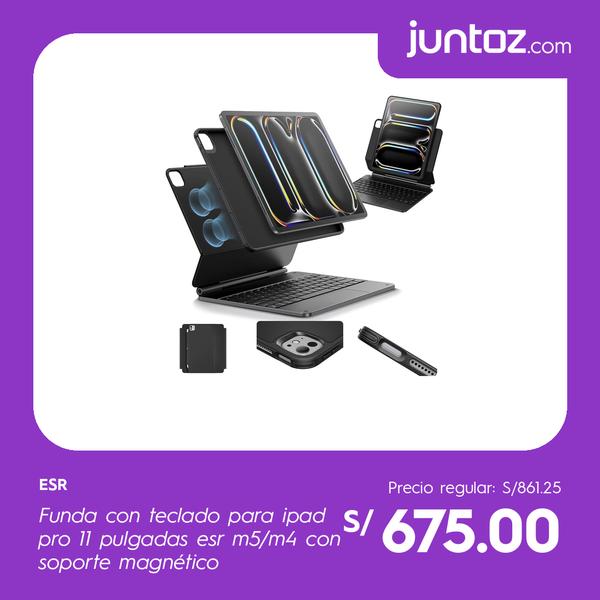 juntoz.com
ESR
Funda con teclado para ipad
pro 11 pulgadas esr m5/m4 con
soporte magnético
Precio regular: S/861.25
S/ 675.00